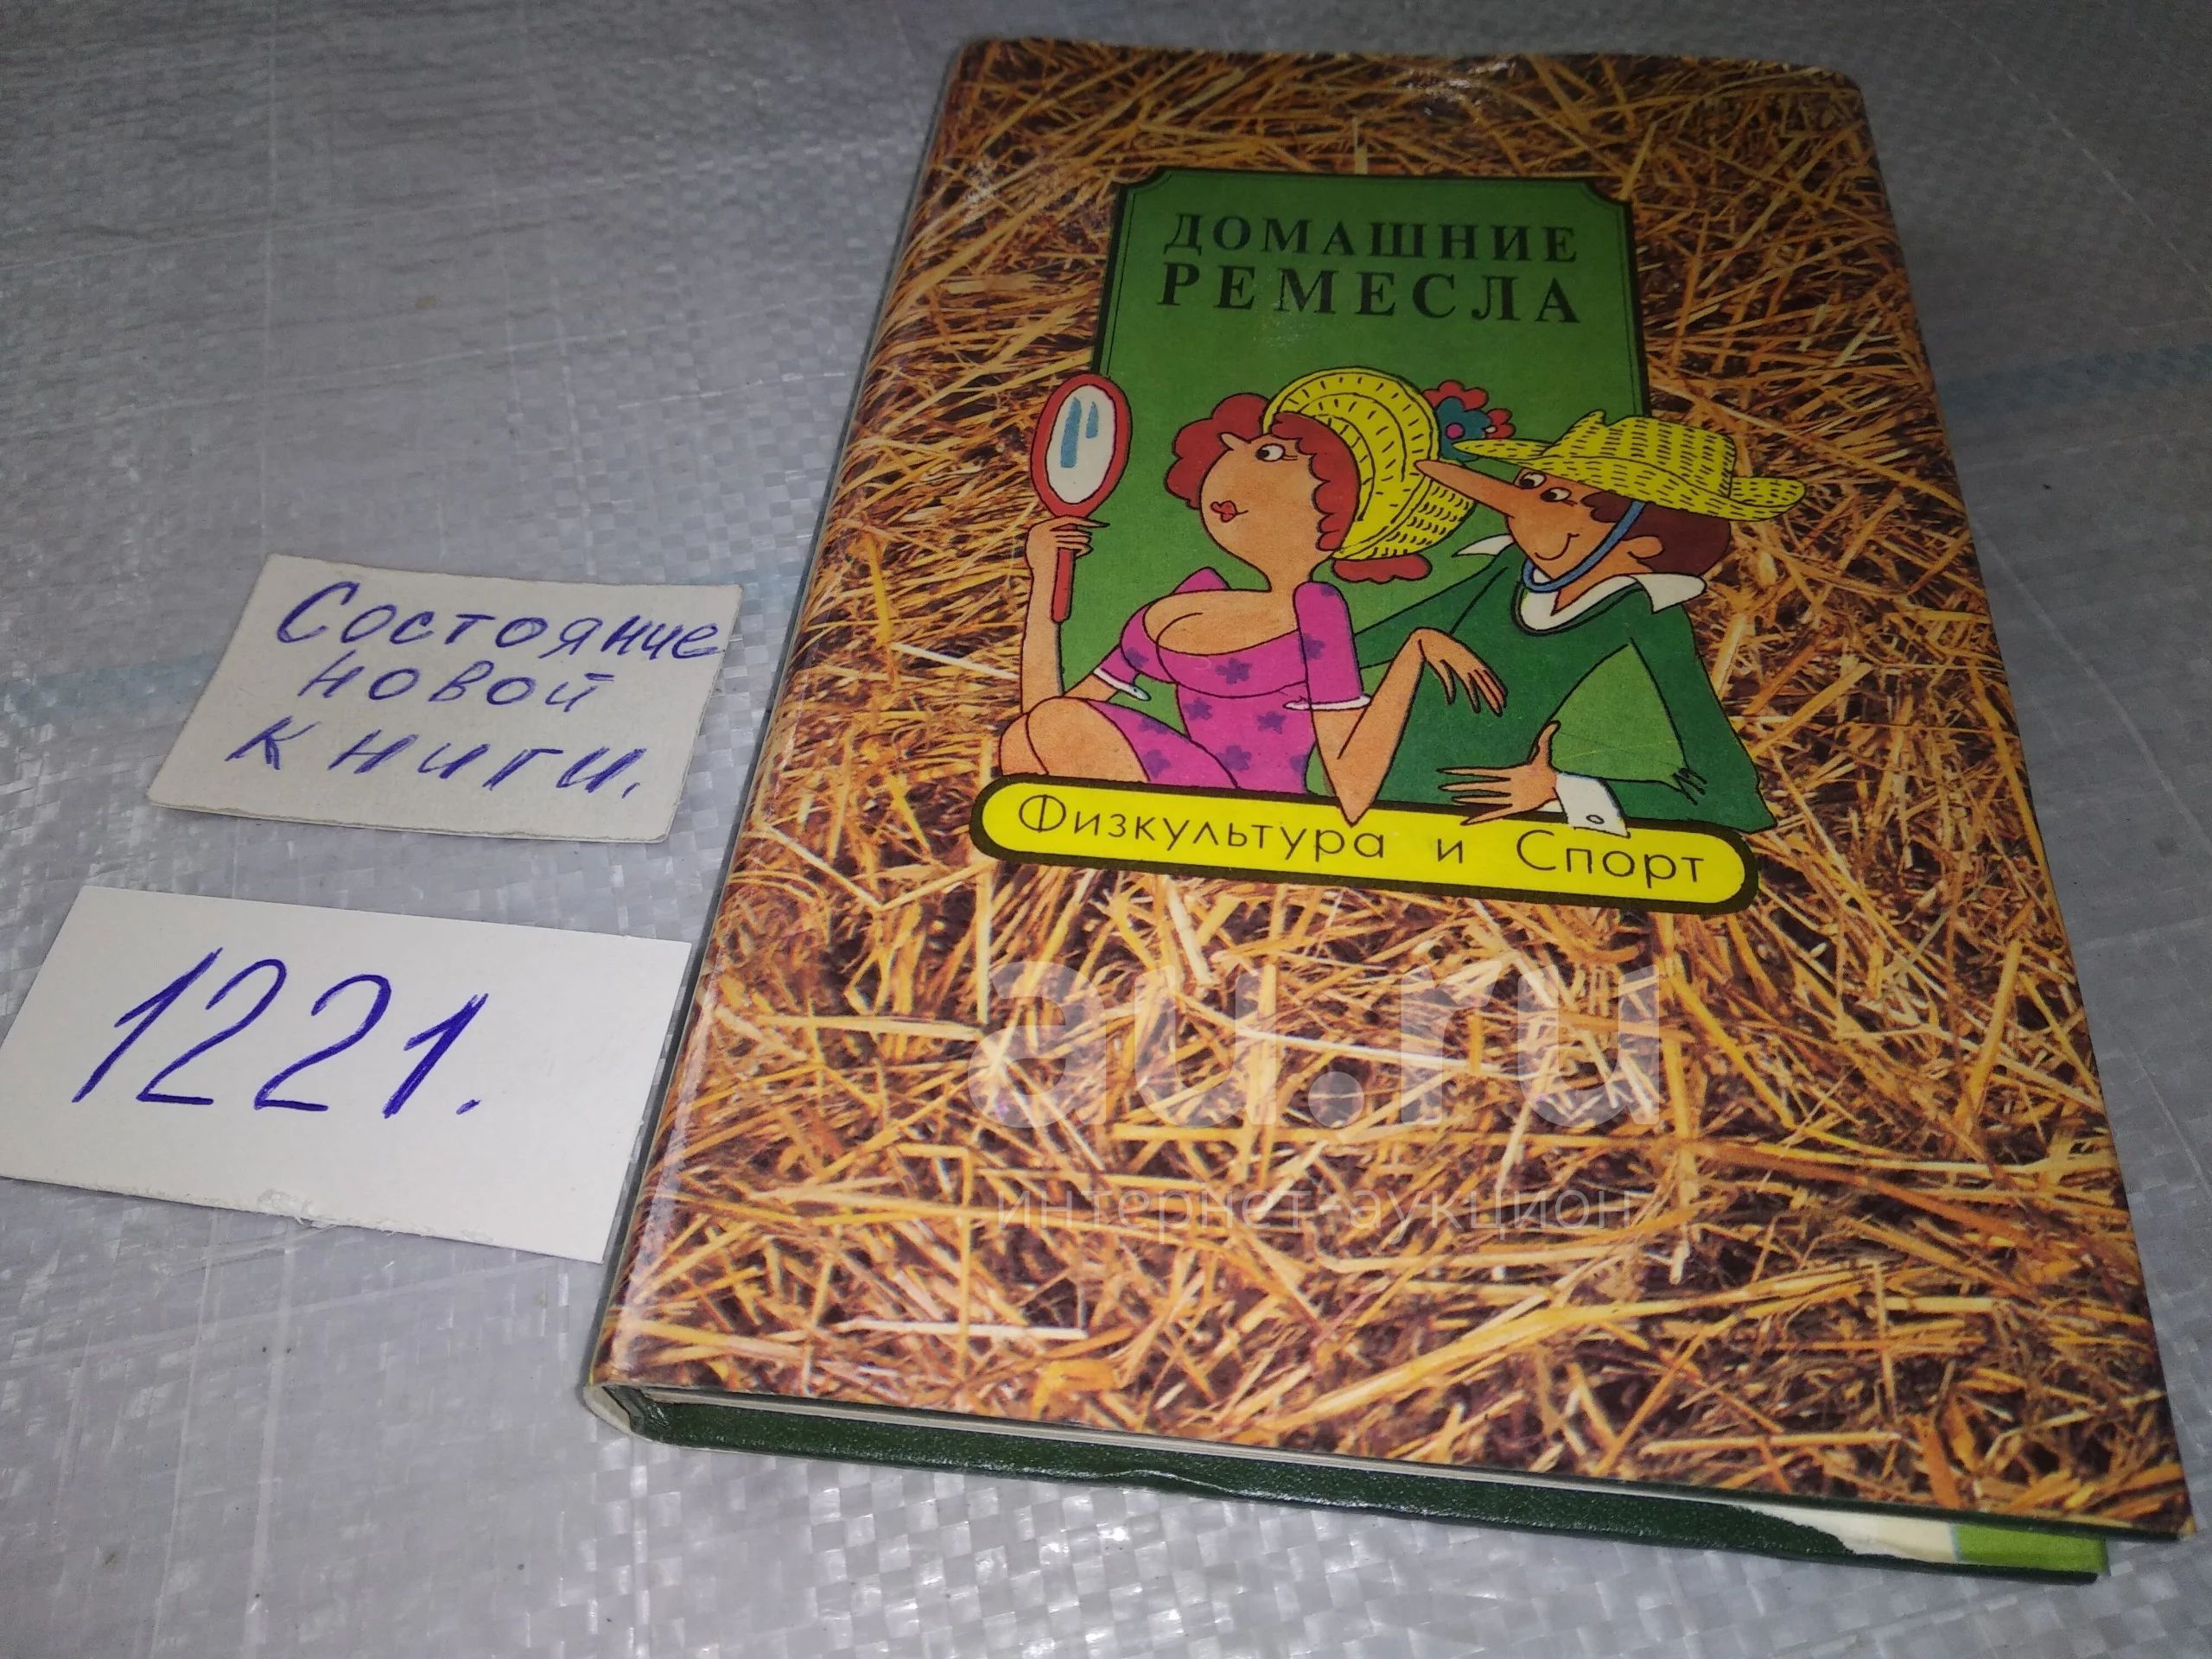 ДОМАШНИЕ
РЕМЕСЛА
Физкультура и Спорт
Состояние
новой
книги.
1221.
au.ru
интернет-аукцион